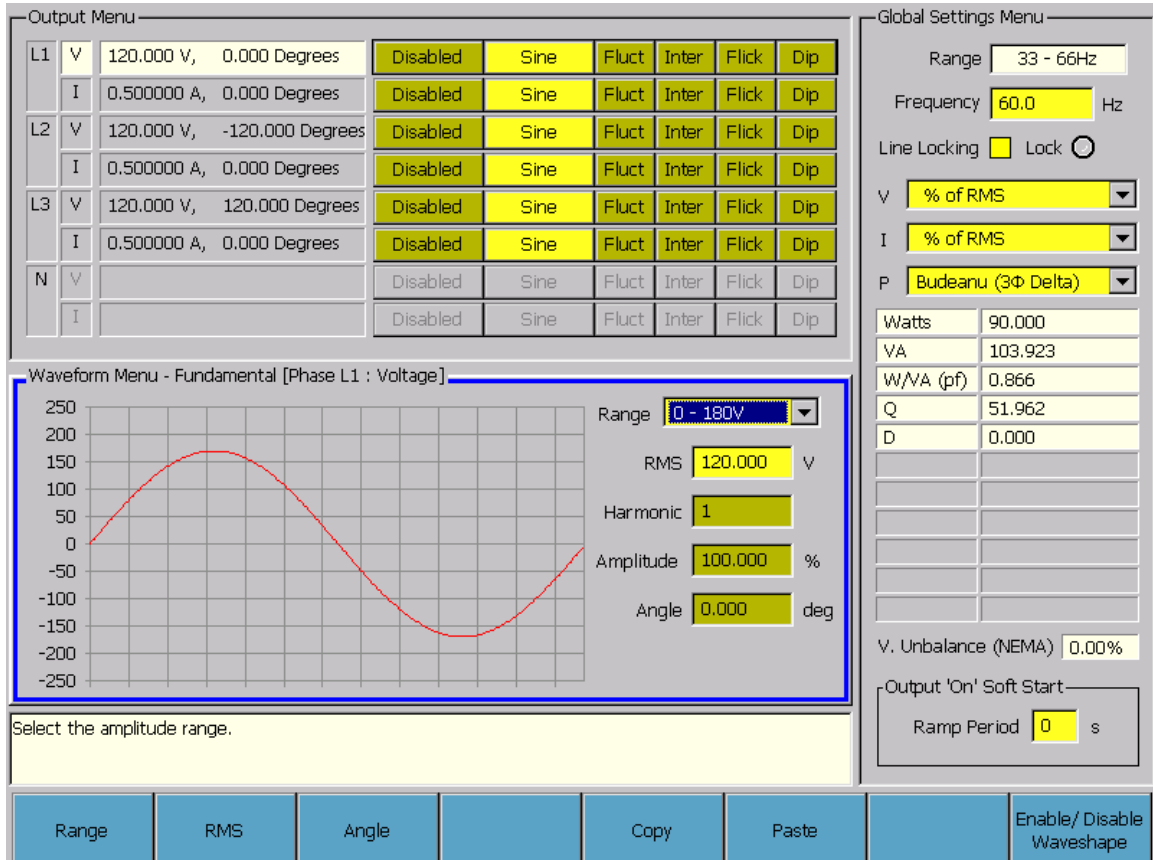 Output Menu
L1 V 120.000 V, 0.000 Degrees Disabled Sine Fluct Inter Flick Dip
I 0.500000 A, 0.000 Degrees Disabled Sine Fluct Inter Flick Dip
L2 V 120.000 V, -120.000 Degrees Disabled Sine Fluct Inter Flick Dip
I 0.500000 A, 0.000 Degrees Disabled Sine Fluct Inter Flick Dip
L3 V 120.000 V, 120.000 Degrees Disabled Sine Fluct Inter Flick Dip
I 0.500000 A, 0.000 Degrees Disabled Sine Fluct Inter Flick Dip
N V Disabled Sine Fluct Inter Flick Dip
I Disabled Sine Fluct Inter Flick Dip
Waveform Menu - Fundamental [Phase L1 : Voltage]
250
200
150
100
50
0
-50
-100
-150
-200
-250
Range 0 - 180V
RMS 120.000 V
Harmonic 1
Amplitude 100.000 %
Angle 0.000 deg
Select the amplitude range.
Global Settings Menu
Range 33 - 66Hz
Frequency 60.0 Hz
Line Locking Lock
V % of RMS
I % of RMS
P Budeanu (3Φ Delta)
Watts 90.000
VA 103.923
W/VA (pf) 0.866
Q 51.962
D 0.000
V. Unbalance (NEMA) 0.00%
Output 'On' Soft Start
Ramp Period 0 s
Range RMS Angle Copy Paste Enable/ Disable
Waveshape